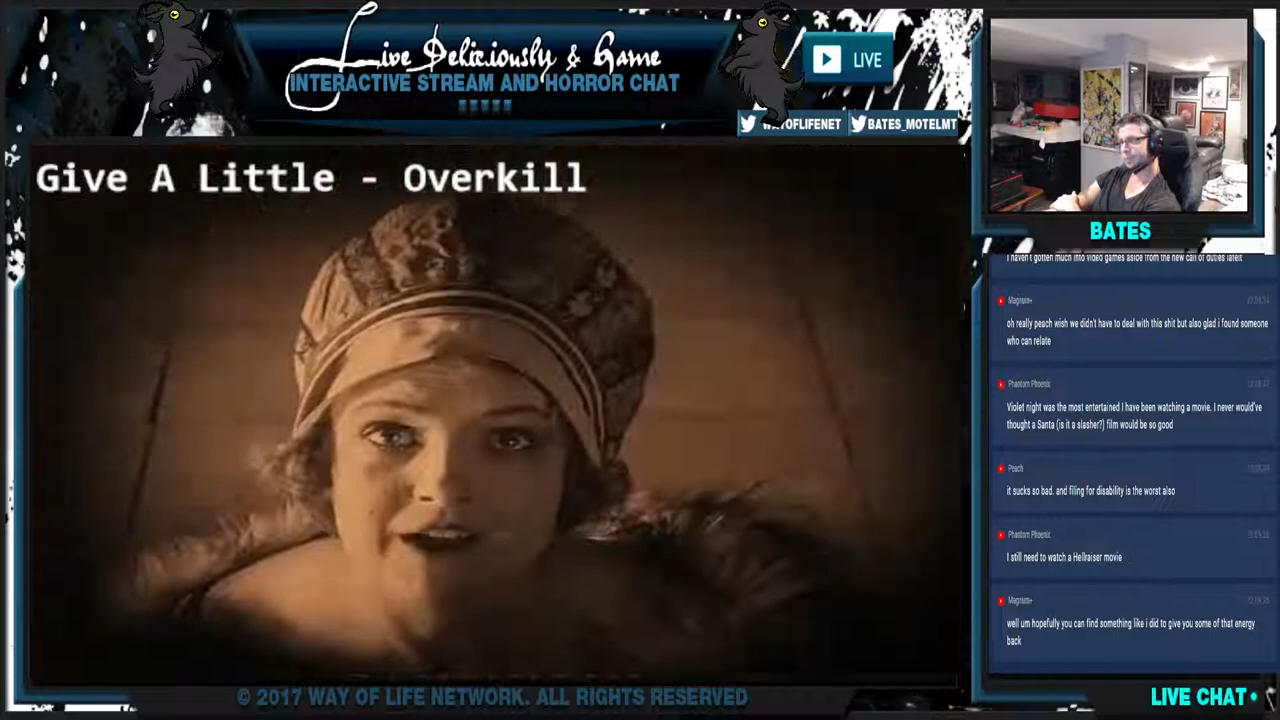 Live Deliciously & Game
INTERACTIVE STREAM AND HORROR CHAT
LIVE
WAYOFLIFENET
BATES_MOTELMT
Give A Little - Overkill
BATES
I haven't gotten much into video games aside from the new call of duties latelt
Magnum+
oh really peach wish we didn't have to deal with this shit but also glad i found someone
who can relate
Phantom Phoenix
Violet night was the most entertained I have been watching a movie. I never would've
thought a Santa (is it a slasher?) film would be so good
Peach
it sucks so bad. and filing for disability is the worst also
Phantom Phoenix
I still need to watch a Hellraiser movie
Magnum+
well um hopefully you can find something like i did to give you some of that energy
back
© 2017 WAY OF LIFE NETWORK. ALL RIGHTS RESERVED
LIVE CHAT •